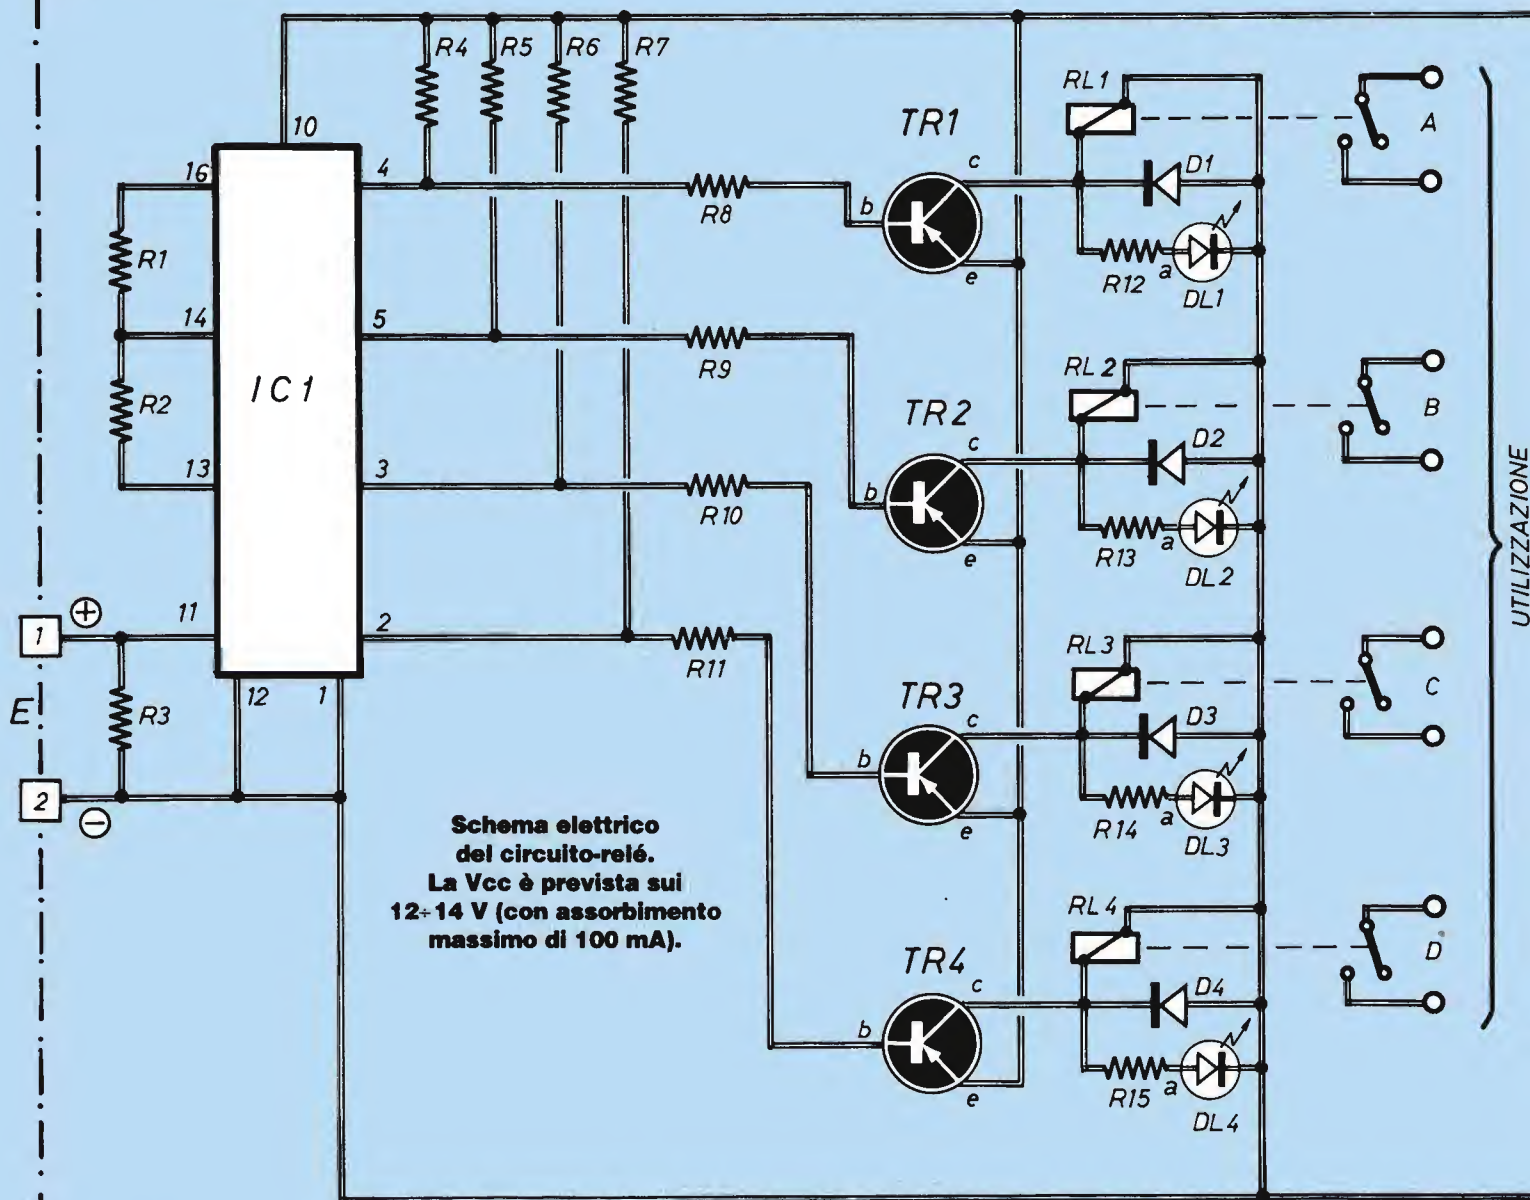 R4 R5 R6 R7
RL1
A
10
TR1
16
4
c
D1
b
R8
R1
e
R12
a
DL1
14
5
RL2
IC1
R9
B
R2
TR2
c
D2
13
3
b
R10
e
R13
a
DL2
UTILIZZAZIONE
1
+
11
2
R11
RL3
C
E
R3
12
1
TR3
c
D3
b
2
−
e
R14
a
DL3
Schema elettrico
del circuito-relé.
La Vcc è prevista sui
12÷14 V (con assorbimento
massimo di 100 mA).
RL4
D
TR4
c
D4
b
e
R15
a
DL4